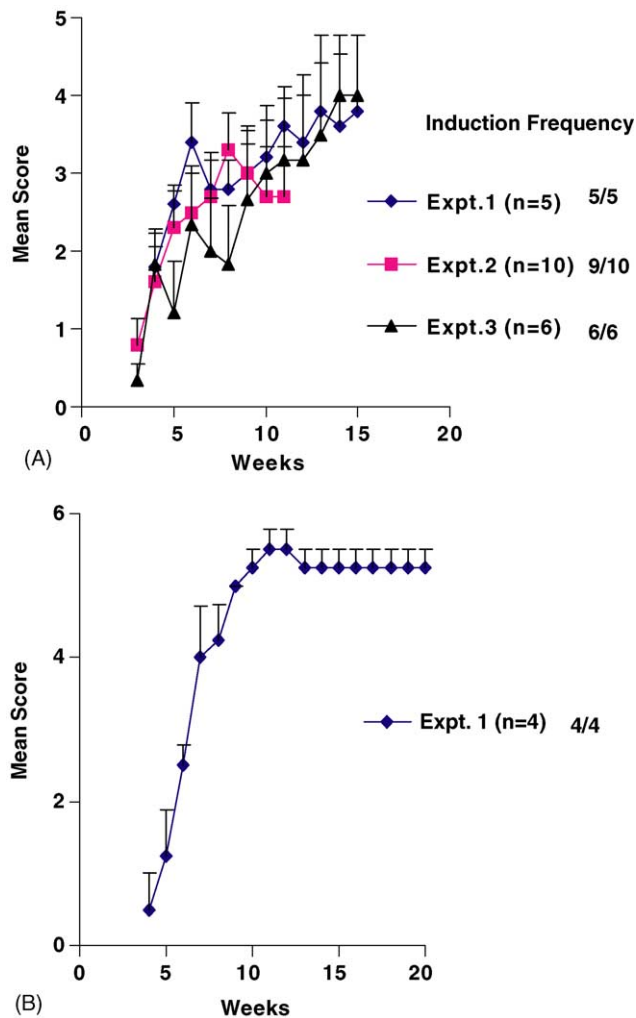 5
4
3
2
1
0
Mean Score
0 5 10 15 20
Weeks
(A)
Induction Frequency
Expt.1 (n=5) 5/5
Expt.2 (n=10) 9/10
Expt.3 (n=6) 6/6
6
4
2
0
Mean Score
0 5 10 15 20
Weeks
(B)
Expt. 1 (n=4) 4/4